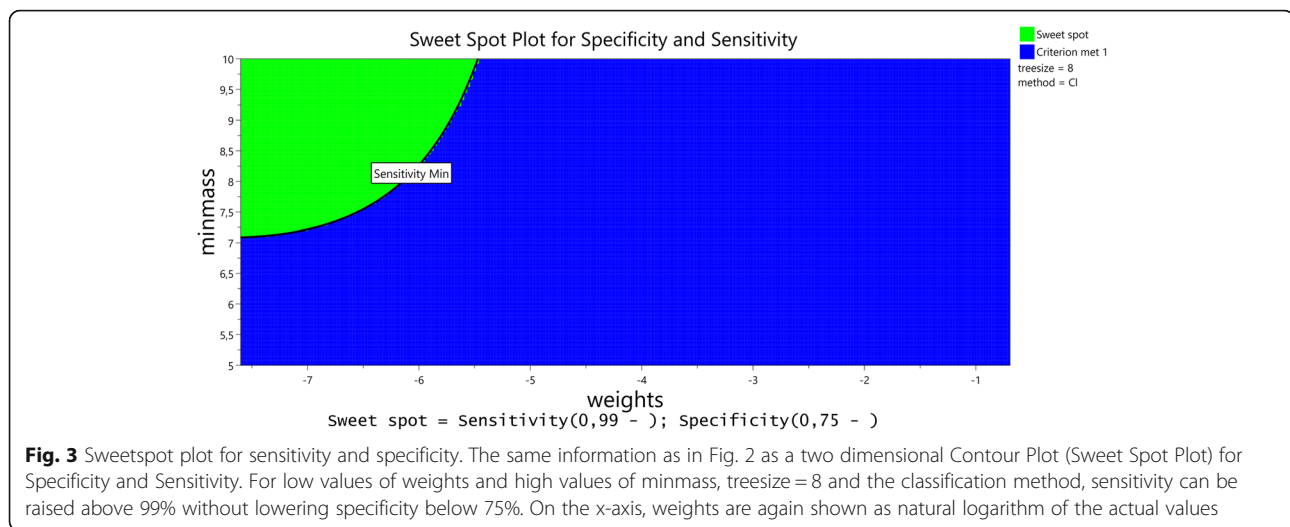 Sweet Spot Plot for Specificity and Sensitivity
Sweet spot
Criterion met 1
treesize = 8
method = Cl
10
9,5
9
8,5
8
7,5
7
6,5
6
5,5
5
minmass
Sensitivity Min
-7 -6 -5 -4 -3 -2 -1
weights
Sweet spot = Sensitivity(0,99 - ); Specificity(0,75 - )
Fig. 3 Sweetspot plot for sensitivity and specificity. The same information as in Fig. 2 as a two dimensional Contour Plot (Sweet Spot Plot) for
Specificity and Sensitivity. For low values of weights and high values of minmass, treesize = 8 and the classification method, sensitivity can be
raised above 99% without lowering specificity below 75%. On the x-axis, weights are again shown as natural logarithm of the actual values